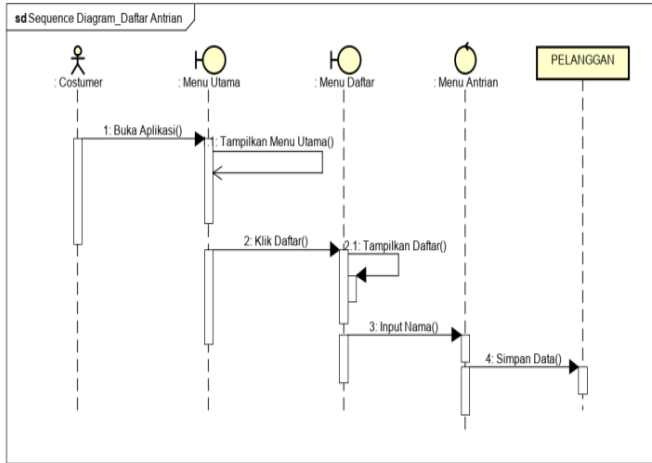 sd Sequence Diagram_Daftar Antrian
PELANGGAN
: Costumer
: Menu Utama
: Menu Daftar
: Menu Antrian
1: Buka Aplikasi()
.1: Tampilkan Menu Utama()
2: Klik Daftar()
2.1: Tampilkan Daftar()
3: Input Nama()
4: Simpan Data()